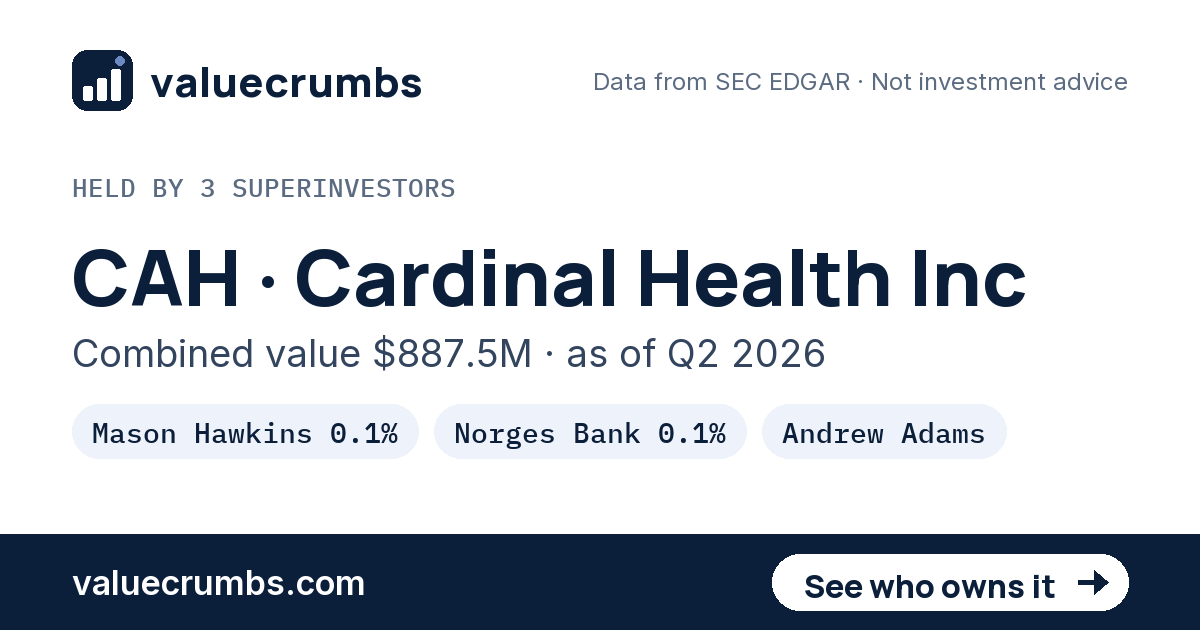 valuecrumbs
Data from SEC EDGAR · Not investment advice
HELD BY 3 SUPERINVESTORS
CAH · Cardinal Health Inc
Combined value $887.5M · as of Q2 2026
Mason Hawkins 0.1% Norges Bank 0.1% Andrew Adams
valuecrumbs.com
See who owns it →